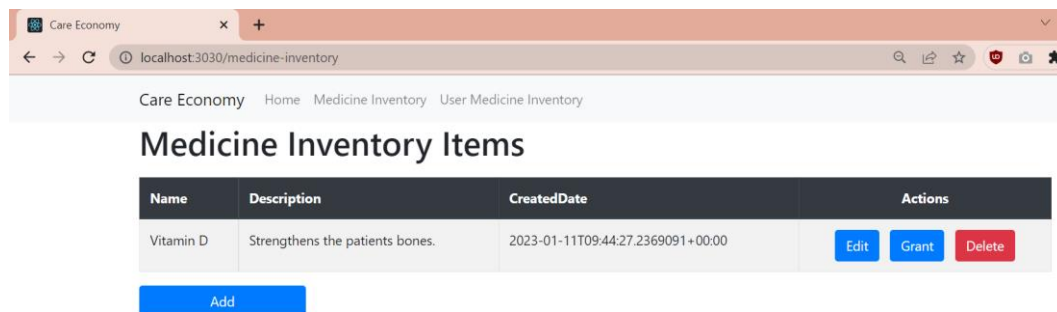 Care Economy
localhost:3030/medicine-inventory
Care Economy Home Medicine Inventory User Medicine Inventory
Medicine Inventory Items
Name Description CreatedDate Actions
Vitamin D Strengthens the patients bones. 2023-01-11T09:44:27.2369091+00:00 Edit Grant Delete
Add